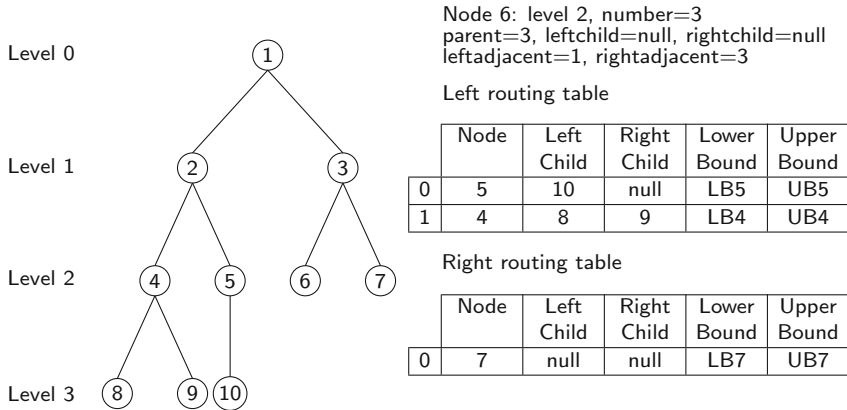 Level 0
1
Level 1
2
3
Level 2
4
5
6
7
Level 3
8
9
10
Node 6: level 2, number=3
parent=3, leftchild=null, rightchild=null
leftadjacent=1, rightadjacent=3
Left routing table
Node Left Right Lower Upper
Child Child Bound Bound
0 5 10 null LB5 UB5
1 4 8 9 LB4 UB4
Right routing table
Node Left Right Lower Upper
Child Child Bound Bound
0 7 null null LB7 UB7